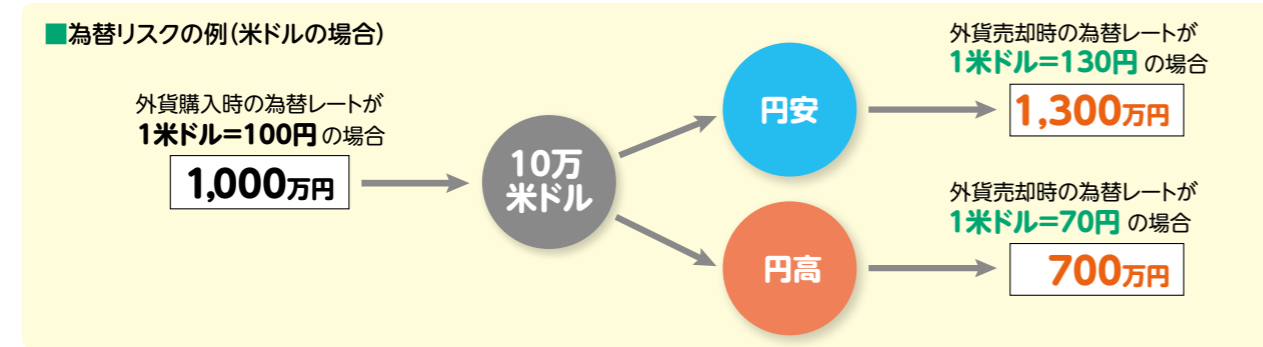 ■為替リスクの例(米ドルの場合)
外貨購入時の為替レートが
1米ドル=100円 の場合
1,000万円
10万
米ドル
円安
外貨売却時の為替レートが
1米ドル=130円 の場合
1,300万円
円高
外貨売却時の為替レートが
1米ドル=70円 の場合
700万円